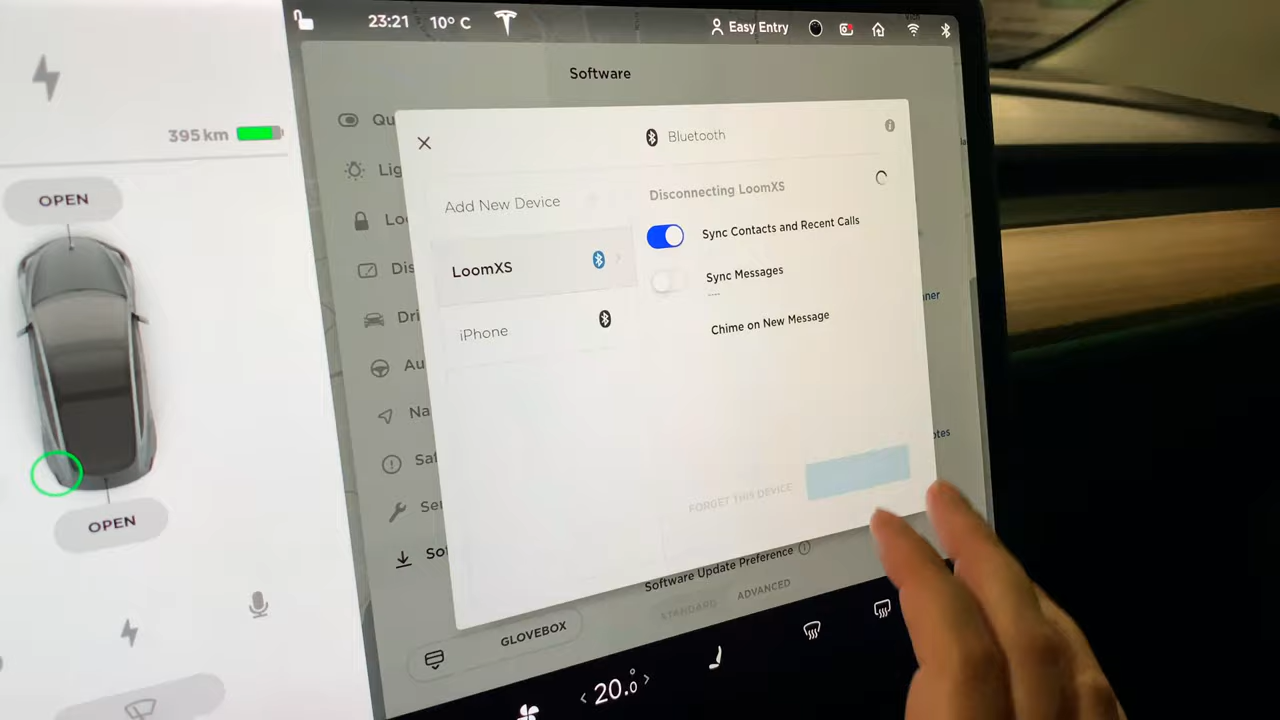 23:21 10° C Easy Entry
Software
395 km
OPEN
OPEN
Bluetooth
Add New Device
LoomXS
iPhone
Disconnecting LoomXS
Sync Contacts and Recent Calls
Sync Messages
Chime on New Message
FORGET THIS DEVICE
Software Update Preference
STANDARD ADVANCED
GLOVEBOX
< 20.0 >